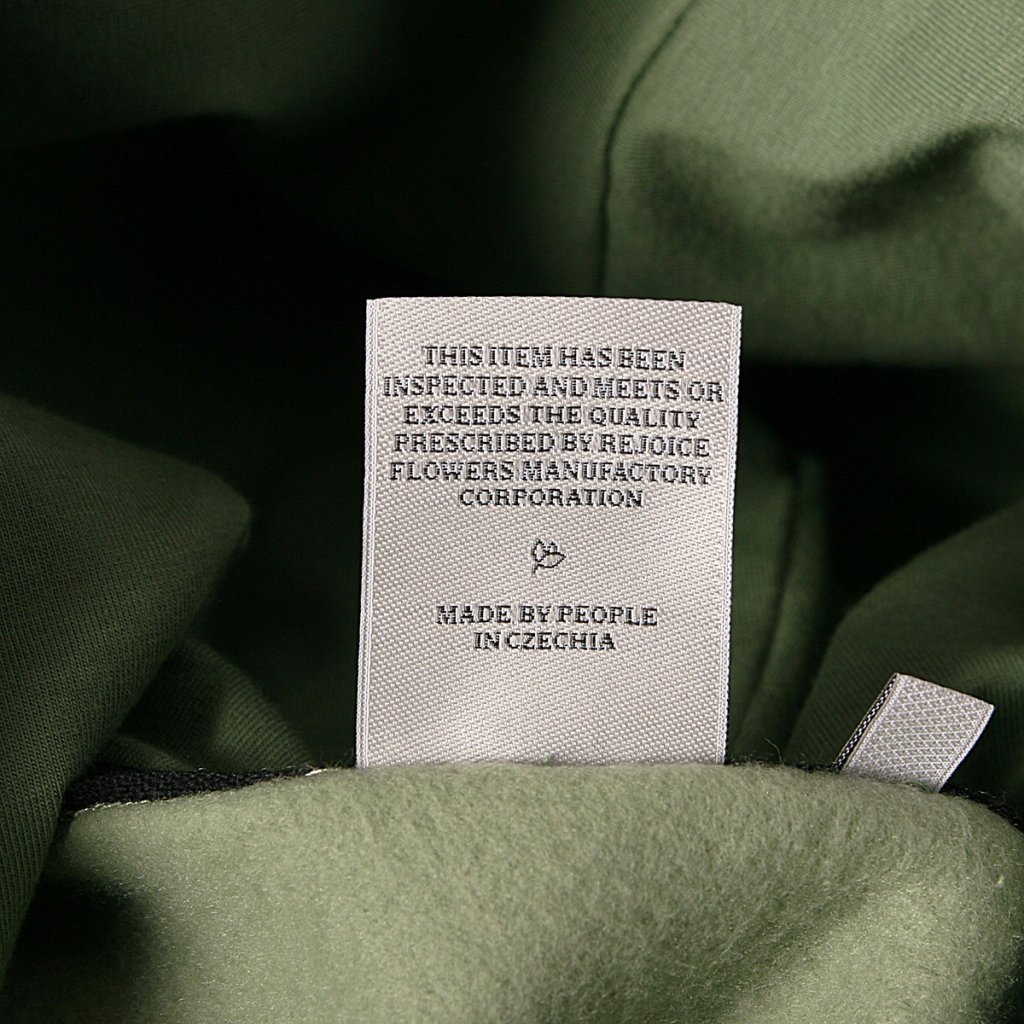 THIS ITEM HAS BEEN
INSPECTED AND MEETS OR
EXCEEDS THE QUALITY
PRESCRIBED BY REJOICE
FLOWERS MANUFACTORY
CORPORATION
MADE BY PEOPLE
IN CZECHIA